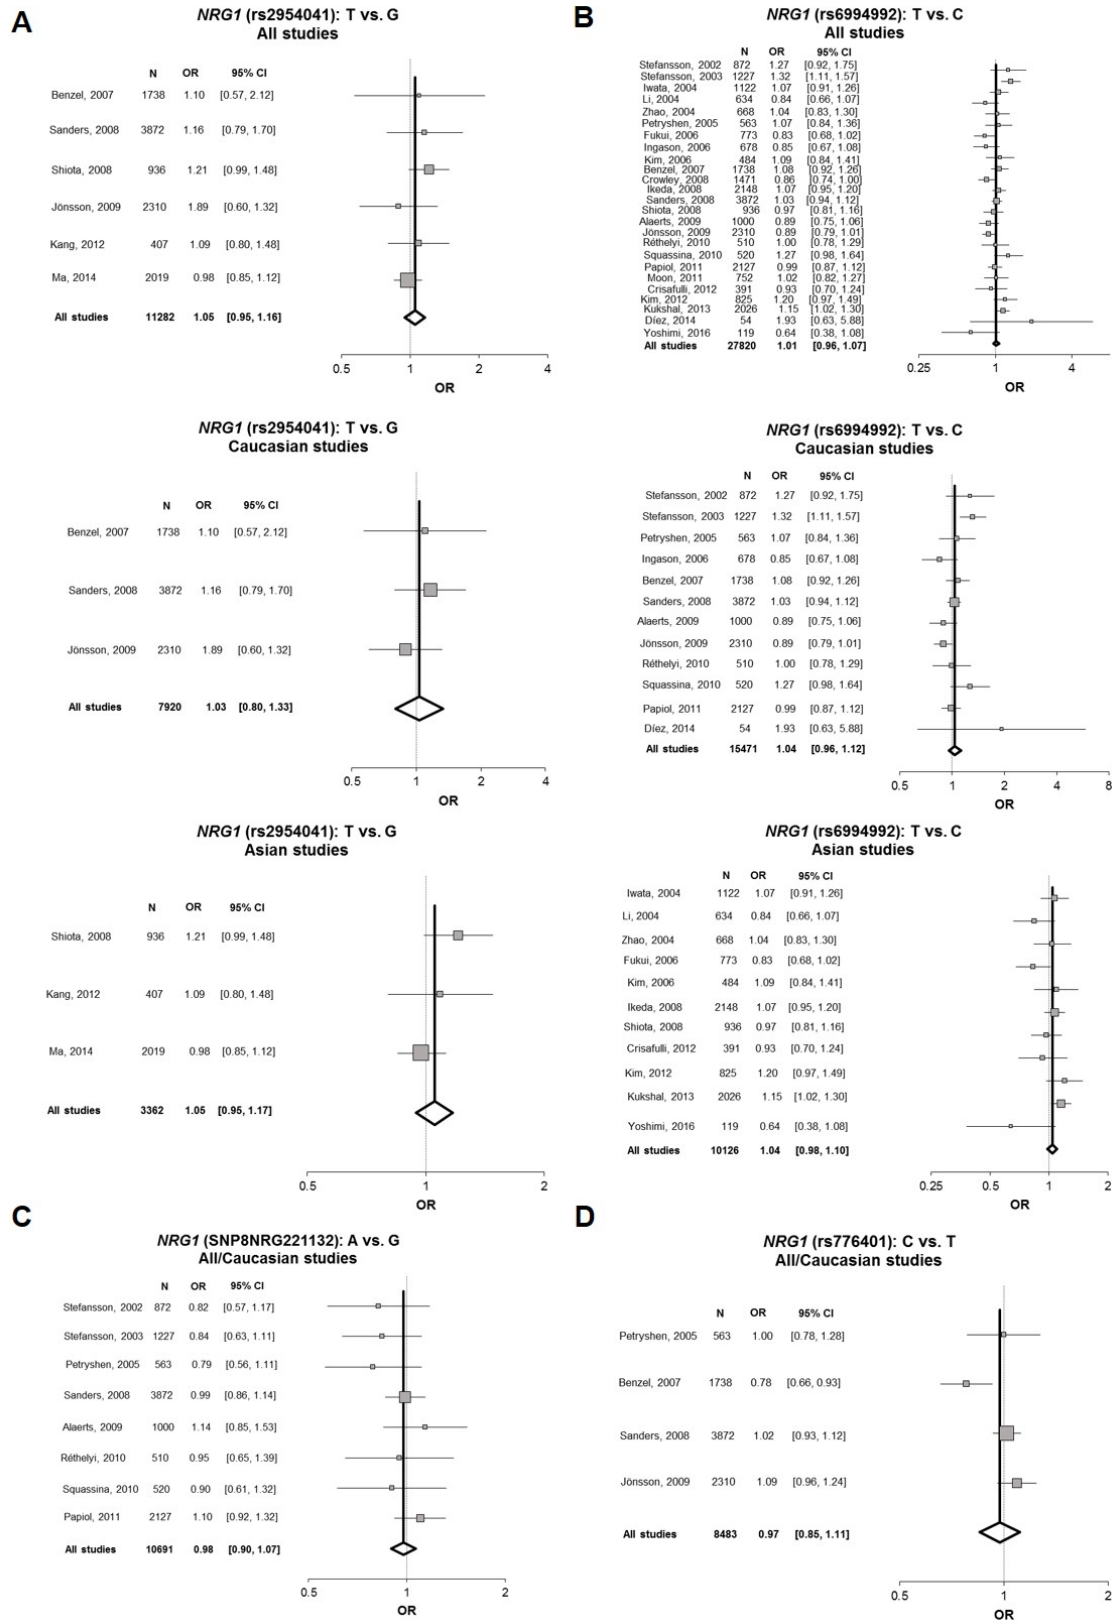 A
NRG1 (rs2954041): T vs. G
All studies
N OR 95% CI
Benzel, 2007 1738 1.10 [0.57, 2.12]
Sanders, 2008 3872 1.16 [0.79, 1.70]
Shiota, 2008 936 1.21 [0.99, 1.48]
Jönsson, 2009 2310 1.89 [0.60, 1.32]
Kang, 2012 407 1.09 [0.80, 1.48]
Ma, 2014 2019 0.98 [0.85, 1.12]
All studies 11282 1.05 [0.95, 1.16]
0.5 1 2 4
OR
NRG1 (rs2954041): T vs. G
Caucasian studies
N OR 95% CI
Benzel, 2007 1738 1.10 [0.57, 2.12]
Sanders, 2008 3872 1.16 [0.79, 1.70]
Jönsson, 2009 2310 1.89 [0.60, 1.32]
All studies 7920 1.03 [0.80, 1.33]
0.5 1 2 4
OR
NRG1 (rs2954041): T vs. G
Asian studies
N OR 95% CI
Shiota, 2008 936 1.21 [0.99, 1.48]
Kang, 2012 407 1.09 [0.80, 1.48]
Ma, 2014 2019 0.98 [0.85, 1.12]
All studies 3362 1.05 [0.95, 1.17]
0.5 1 2
OR
B
NRG1 (rs6994992): T vs. C
All studies
N OR 95% CI
Stefansson, 2002 872 1.27 [0.92, 1.75]
Stefansson, 2003 1227 1.32 [1.11, 1.57]
Iwata, 2004 1122 1.07 [0.91, 1.26]
Li, 2004 634 0.84 [0.66, 1.07]
Zhao, 2004 668 1.04 [0.83, 1.30]
Petryshen, 2005 563 1.07 [0.84, 1.36]
Fukui, 2006 773 0.83 [0.68, 1.02]
Ingason, 2006 678 0.85 [0.67, 1.08]
Kim, 2006 484 1.09 [0.84, 1.41]
Benzel, 2007 1738 1.08 [0.92, 1.26]
Crowley, 2008 1471 0.86 [0.74, 1.00]
Ikeda, 2008 2148 1.07 [0.95, 1.20]
Sanders, 2008 3872 1.03 [0.94, 1.12]
Shiota, 2008 936 0.97 [0.81, 1.16]
Alaerts, 2009 1000 0.89 [0.75, 1.06]
Jönsson, 2009 2310 0.89 [0.79, 1.01]
Réthelyi, 2010 510 1.00 [0.78, 1.29]
Squassina, 2010 520 1.27 [0.98, 1.64]
Papiol, 2011 2127 0.99 [0.87, 1.12]
Moon, 2011 752 1.02 [0.82, 1.27]
Crisafulli, 2012 391 0.93 [0.70, 1.24]
Kim, 2012 825 1.20 [0.97, 1.49]
Kukshal, 2013 2026 1.15 [1.02, 1.30]
Díez, 2014 54 1.93 [0.63, 5.88]
Yoshimi, 2016 119 0.64 [0.38, 1.08]
All studies 27820 1.01 [0.96, 1.07]
0.25 1 4
OR
NRG1 (rs6994992): T vs. C
Caucasian studies
N OR 95% CI
Stefansson, 2002 872 1.27 [0.92, 1.75]
Stefansson, 2003 1227 1.32 [1.11, 1.57]
Petryshen, 2005 563 1.07 [0.84, 1.36]
Ingason, 2006 678 0.85 [0.67, 1.08]
Benzel, 2007 1738 1.08 [0.92, 1.26]
Sanders, 2008 3872 1.03 [0.94, 1.12]
Alaerts, 2009 1000 0.89 [0.75, 1.06]
Jönsson, 2009 2310 0.89 [0.79, 1.01]
Réthelyi, 2010 510 1.00 [0.78, 1.29]
Squassina, 2010 520 1.27 [0.98, 1.64]
Papiol, 2011 2127 0.99 [0.87, 1.12]
Díez, 2014 54 1.93 [0.63, 5.88]
All studies 15471 1.04 [0.96, 1.12]
0.5 1 2 4 8
OR
NRG1 (rs6994992): T vs. C
Asian studies
N OR 95% CI
Iwata, 2004 1122 1.07 [0.91, 1.26]
Li, 2004 634 0.84 [0.66, 1.07]
Zhao, 2004 668 1.04 [0.83, 1.30]
Fukui, 2006 773 0.83 [0.68, 1.02]
Kim, 2006 484 1.09 [0.84, 1.41]
Ikeda, 2008 2148 1.07 [0.95, 1.20]
Shiota, 2008 936 0.97 [0.81, 1.16]
Crisafulli, 2012 391 0.93 [0.70, 1.24]
Kim, 2012 825 1.20 [0.97, 1.49]
Kukshal, 2013 2026 1.15 [1.02, 1.30]
Yoshimi, 2016 119 0.64 [0.38, 1.08]
All studies 10126 1.04 [0.98, 1.10]
0.25 0.5 1 2
OR
C
NRG1 (SNP8NRG221132): A vs. G
All/Caucasian studies
N OR 95% CI
Stefansson, 2002 872 0.82 [0.57, 1.17]
Stefansson, 2003 1227 0.84 [0.63, 1.11]
Petryshen, 2005 563 0.79 [0.56, 1.11]
Sanders, 2008 3872 0.99 [0.86, 1.14]
Alaerts, 2009 1000 1.14 [0.85, 1.53]
Réthelyi, 2010 510 0.95 [0.65, 1.39]
Squassina, 2010 520 0.90 [0.61, 1.32]
Papiol, 2011 2127 1.10 [0.92, 1.32]
All studies 10691 0.98 [0.90, 1.07]
0.5 1 2
OR
D
NRG1 (rs776401): C vs. T
All/Caucasian studies
N OR 95% CI
Petryshen, 2005 563 1.00 [0.78, 1.28]
Benzel, 2007 1738 0.78 [0.66, 0.93]
Sanders, 2008 3872 1.02 [0.93, 1.12]
Jönsson, 2009 2310 1.09 [0.96, 1.24]
All studies 8483 0.97 [0.85, 1.11]
0.5 1 2
OR